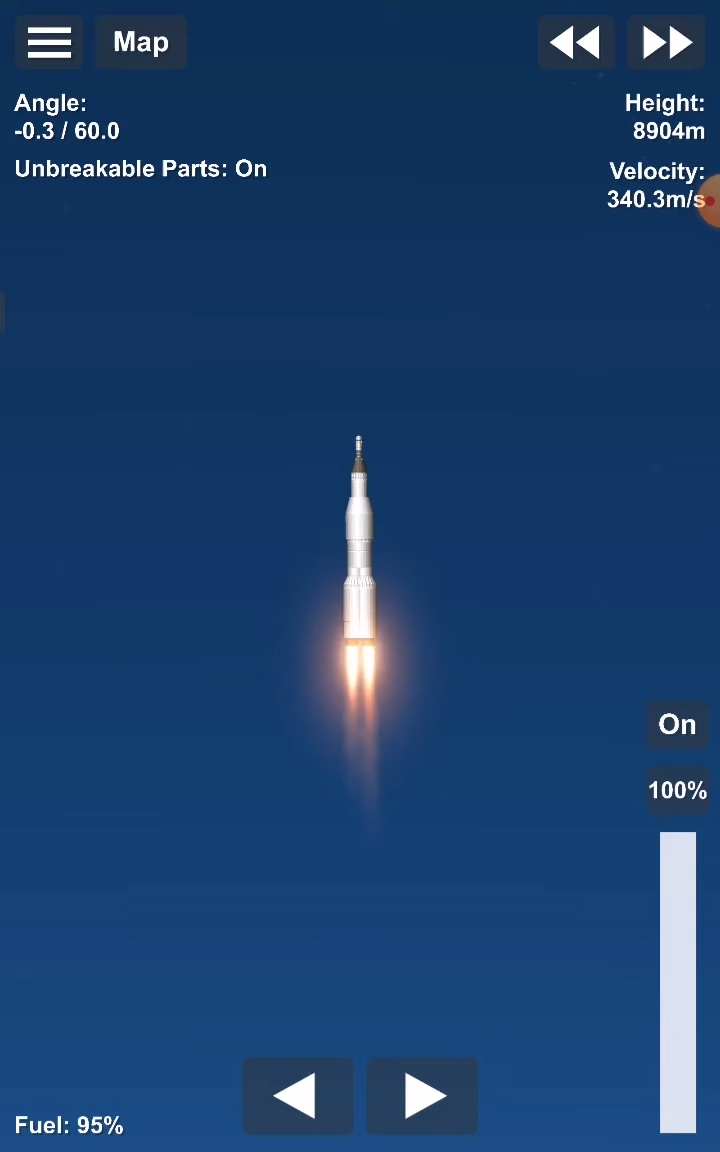 Map
Angle:
-0.3 / 60.0
Unbreakable Parts: On
Height:
8904m
Velocity:
340.3m/s
On
100%
Fuel: 95%